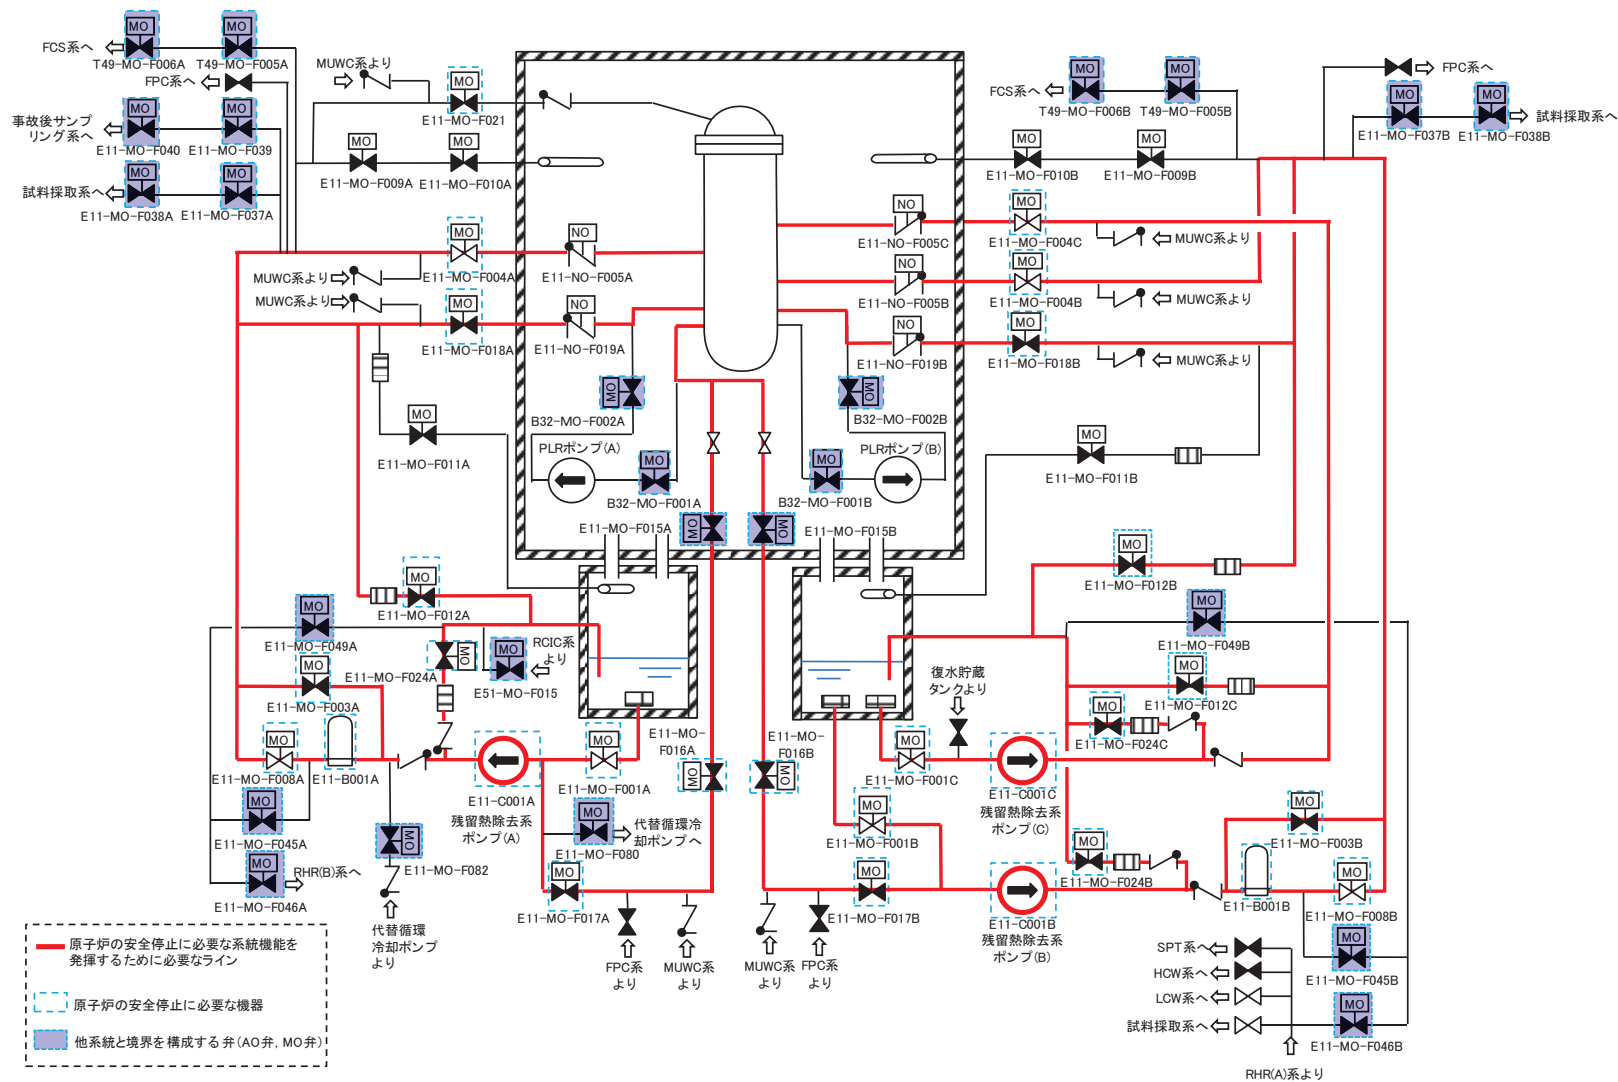 MO
MO
FCS系へ
T49-MO-F006A
T49-MO-F005A
FPC系へ
MO
MO
事故後サンプ
リング系へ
E11-MO-F040
E11-MO-F039
MO
MO
試料採取系へ
E11-MO-F038A
E11-MO-F037A
MUWC系より
MO
E11-MO-F021
MO
MO
E11-MO-F009A
E11-MO-F010A
MO
NO
E11-MO-F004A
E11-NO-F005A
MUWC系より
MUWC系より
MO
NO
E11-MO-F018A
E11-NO-F019A
MO
E11-MO-F011A
MO
B32-MO-F002A
PLRポンプ(A)
MO
B32-MO-F001A
MO
E11-MO-F015A
MO
B32-MO-F002B
PLRポンプ(B)
MO
B32-MO-F001B
MO
E11-MO-F015B
MO
MO
FCS系へ
T49-MO-F006B
T49-MO-F005B
FPC系へ
MO
MO
試料採取系へ
E11-MO-F037B
E11-MO-F038B
MO
MO
E11-MO-F010B
E11-MO-F009B
NO
MO
E11-NO-F005C
E11-MO-F004C
MUWC系より
NO
MO
E11-NO-F005B
E11-MO-F004B
MUWC系より
NO
MO
E11-NO-F019B
E11-MO-F018B
MUWC系より
MO
E11-MO-F011B
MO
E11-MO-F012B
MO
E11-MO-F049B
MO
E11-MO-F012C
MO
E11-MO-F024C
MO
E11-MO-F012A
MO
E11-MO-F049A
MO
E11-MO-F024A
MO
RCIC系
より
E51-MO-F015
MO
E11-MO-F003A
MO
E11-MO-F008A
E11-B001A
MO
E11-MO-F045A
MO
RHR(B)系へ
E11-MO-F046A
MO
E11-MO-F082
代替循環
冷却ポンプ
より
E11-C001A
残留熱除去系
ポンプ(A)
MO
E11-MO-F001A
MO
代替循環冷
却ポンプへ
E11-MO-F080
MO
E11-MO-F017A
E11-MO-
F016A
MO
FPC系
より
MUWC系
より
E11-MO-
F016B
MO
MUWC系
より
FPC系
より
復水貯蔵
タンクより
MO
E11-MO-F001C
MO
E11-MO-F001B
MO
E11-MO-F017B
E11-C001C
残留熱除去系
ポンプ(C)
E11-C001B
残留熱除去系
ポンプ(B)
MO
E11-MO-F024B
MO
E11-MO-F003B
E11-B001B
MO
E11-MO-F008B
MO
E11-MO-F045B
MO
E11-MO-F046B
SPT系へ
HCW系へ
LCW系へ
試料採取系へ
RHR(A)系より
原子炉の安全停止に必要な系統機能を
発揮するために必要なライン
原子炉の安全停止に必要な機器
他系統と境界を構成する弁(AO弁, MO弁)